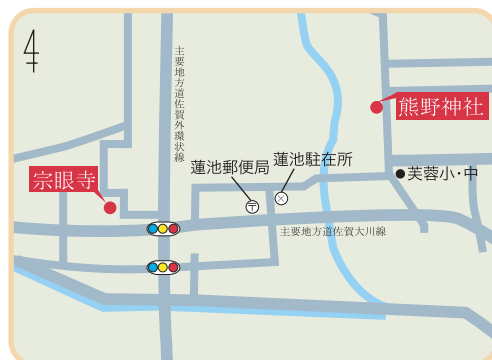 4
主要地方道佐賀外環状線
熊野神社
蓮池郵便局
蓮池駐在所
宗眼寺
芙蓉小・中
〒
主要地方道佐賀大川線